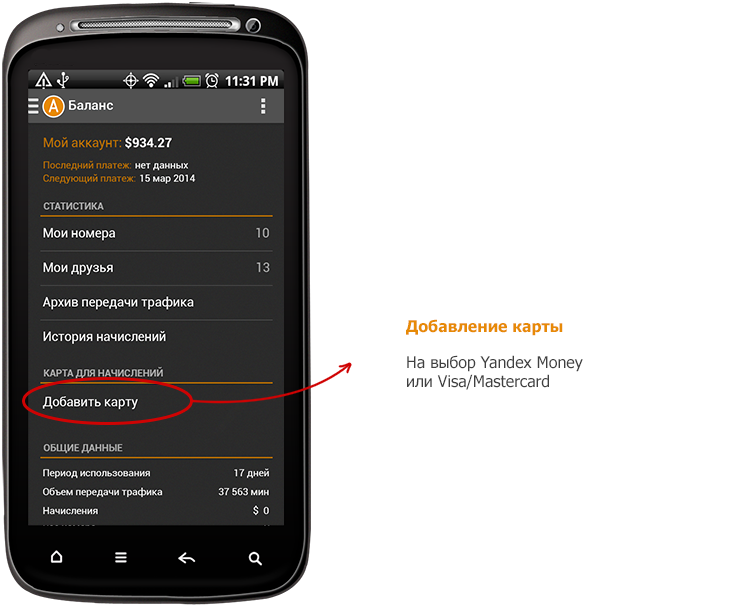 11:31 PM
A Баланс
Мой аккаунт: $934.27
Последний платеж: нет данных
Следующий платеж: 15 мар 2014
СТАТИСТИКА
Мои номера 10
Мои друзья 13
Архив передачи трафика
История начислений
КАРТА ДЛЯ НАЧИСЛЕНИЙ
Добавить карту
ОБЩИЕ ДАННЫЕ
Период использования 17 дней
Объем передачи трафика 37 563 мин
Начисления $ 0
Добавление карты
На выбор Yandex Money
или Visa/Mastercard